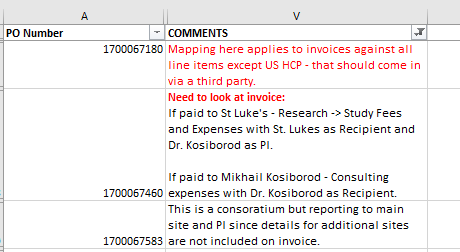 A V
PO Number COMMENTS
1700067180 Mapping here applies to invoices against all
line items except US HCP - that should come in
via a third party.
Need to look at invoice:
If paid to St Luke's - Research -> Study Fees
and Expenses with St. Lukes as Recipient and
Dr. Kosiborod as PI.
If paid to Mikhail Kosiborod - Consulting
1700067460 expenses with Dr. Kosiborod as Recipient.
This is a consoratium but reporting to main
site and PI since details for additional sites
1700067583 are not included on invoice.